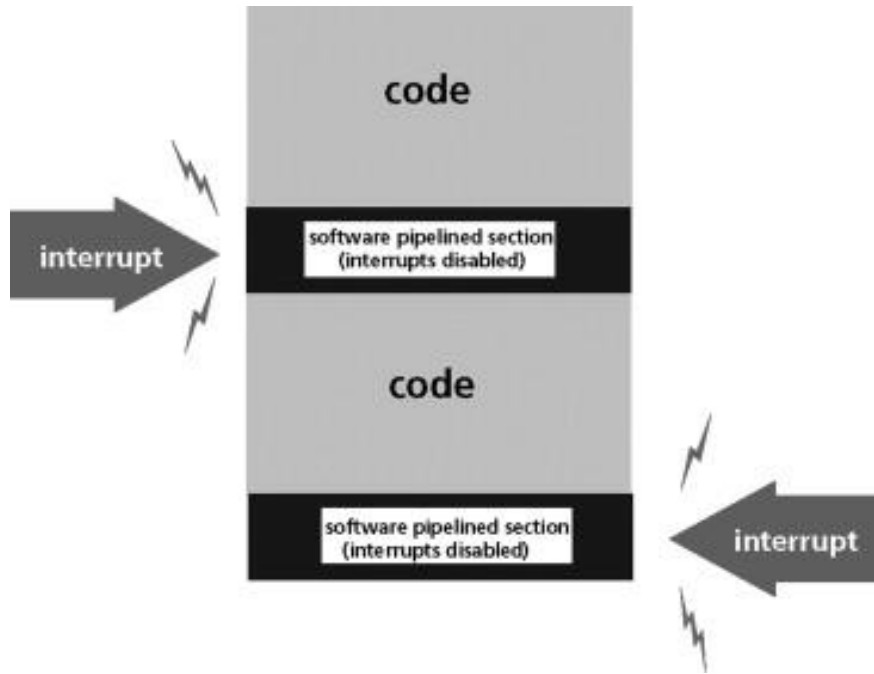 code
interrupt
software pipelined section
(interrupts disabled)
code
software pipelined section
(interrupts disabled)
interrupt